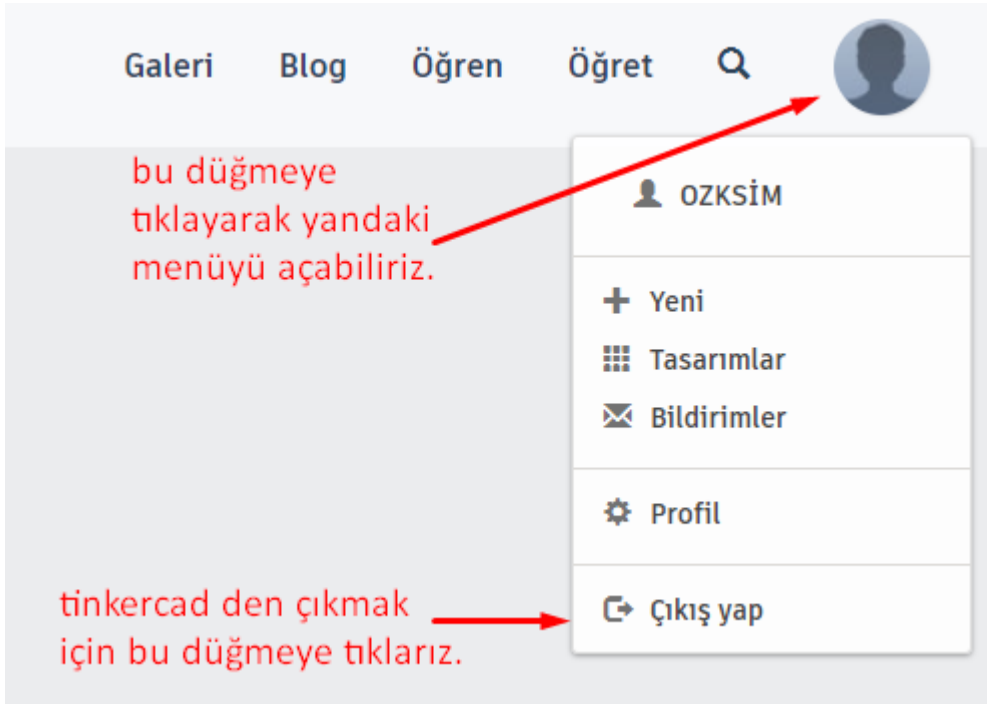 Galeri Blog Öğren Öğret
bu düğmeye
tıklayarak yandaki
menüyü açabiliriz.
OZKSİM
Yeni
Tasarımlar
Bildirimler
Profil
tinkercad den çıkmak
için bu düğmeye tıklarız.
Çıkış yap